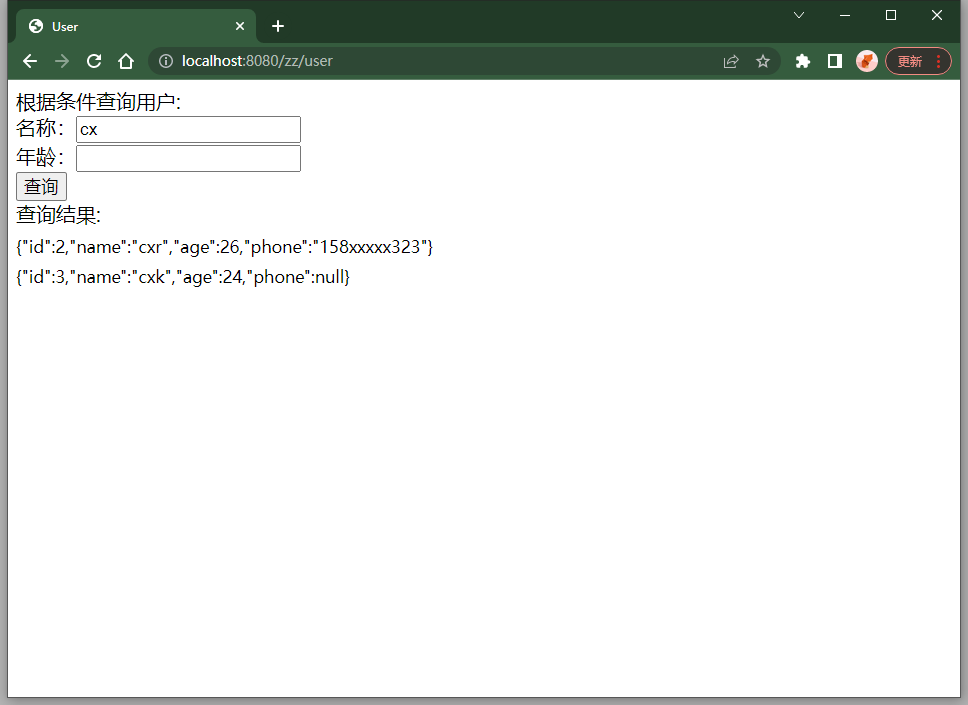 User
localhost:8080/zz/user
更新
根据条件查询用户:
名称：cx
年龄：
查询
查询结果:
{"id":2,"name":"cxr","age":26,"phone":"158xxxxx323"}
{"id":3,"name":"cxk","age":24,"phone":null}